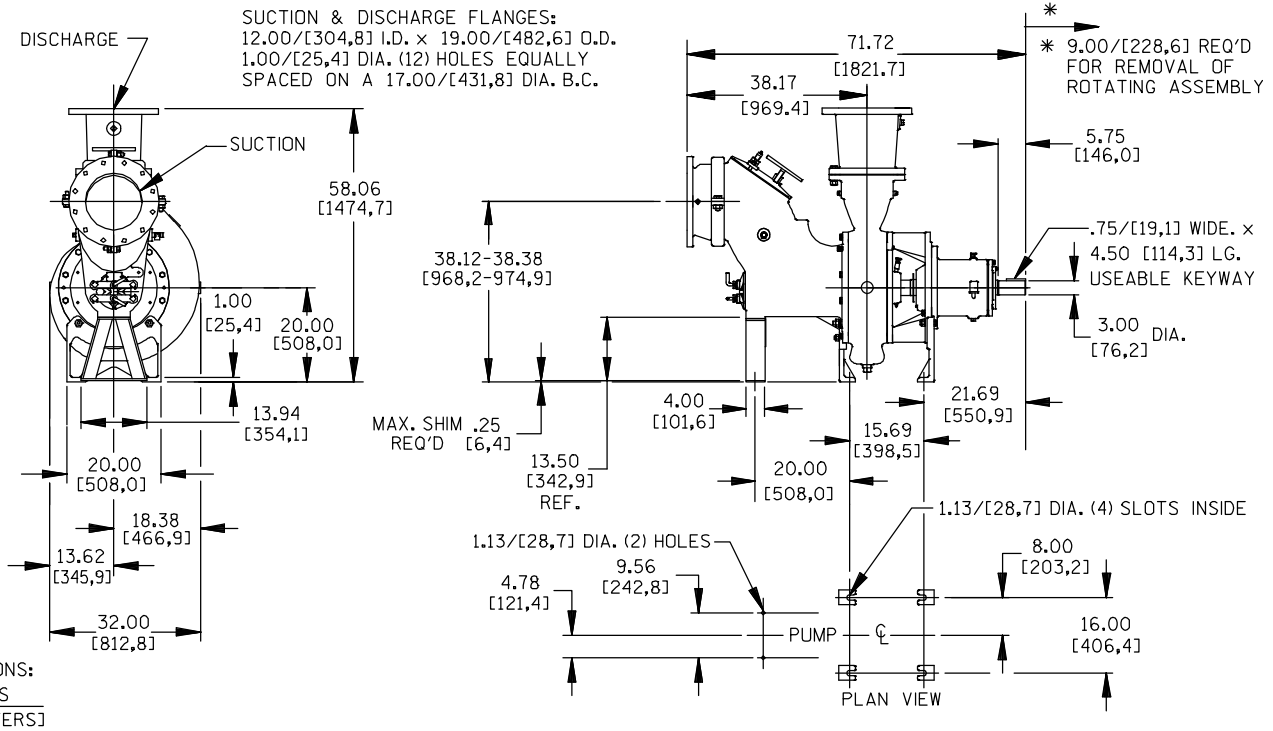 SUCTION & DISCHARGE FLANGES:
12.00/[304,8] I.D. x 19.00/[482,6] O.D.
1.00/[25,4] DIA. (12) HOLES EQUALLY
SPACED ON A 17.00/[431,8] DIA. B.C.
DISCHARGE
SUCTION
58.06
[1474,7]
1.00
[25,4]
20.00
[508,0]
13.94
[354,1]
20.00
[508,0]
18.38
[466,9]
13.62
[345,9]
32.00
[812,8]
ONS:
S
ERS]
71.72
[1821.7]
38.17
[969.4]
*
* 9.00/[228,6] REQ'D
FOR REMOVAL OF
ROTATING ASSEMBLY
5.75
[146,0]
.75/[19,1] WIDE. x
4.50 [114,3] LG.
USEABLE KEYWAY
3.00
[76,2]
DIA.
38.12-38.38
[968,2-974,9]
MAX. SHIM .25
REQ'D [6,4]
4.00
[101,6]
13.50
[342,9]
REF.
20.00
[508,0]
15.69
[398,5]
21.69
[550,9]
1.13/[28,7] DIA. (4) SLOTS INSIDE
1.13/[28,7] DIA. (2) HOLES
9.56
[242,8]
4.78
[121,4]
8.00
[203,2]
16.00
[406,4]
PUMP ℄
PLAN VIEW